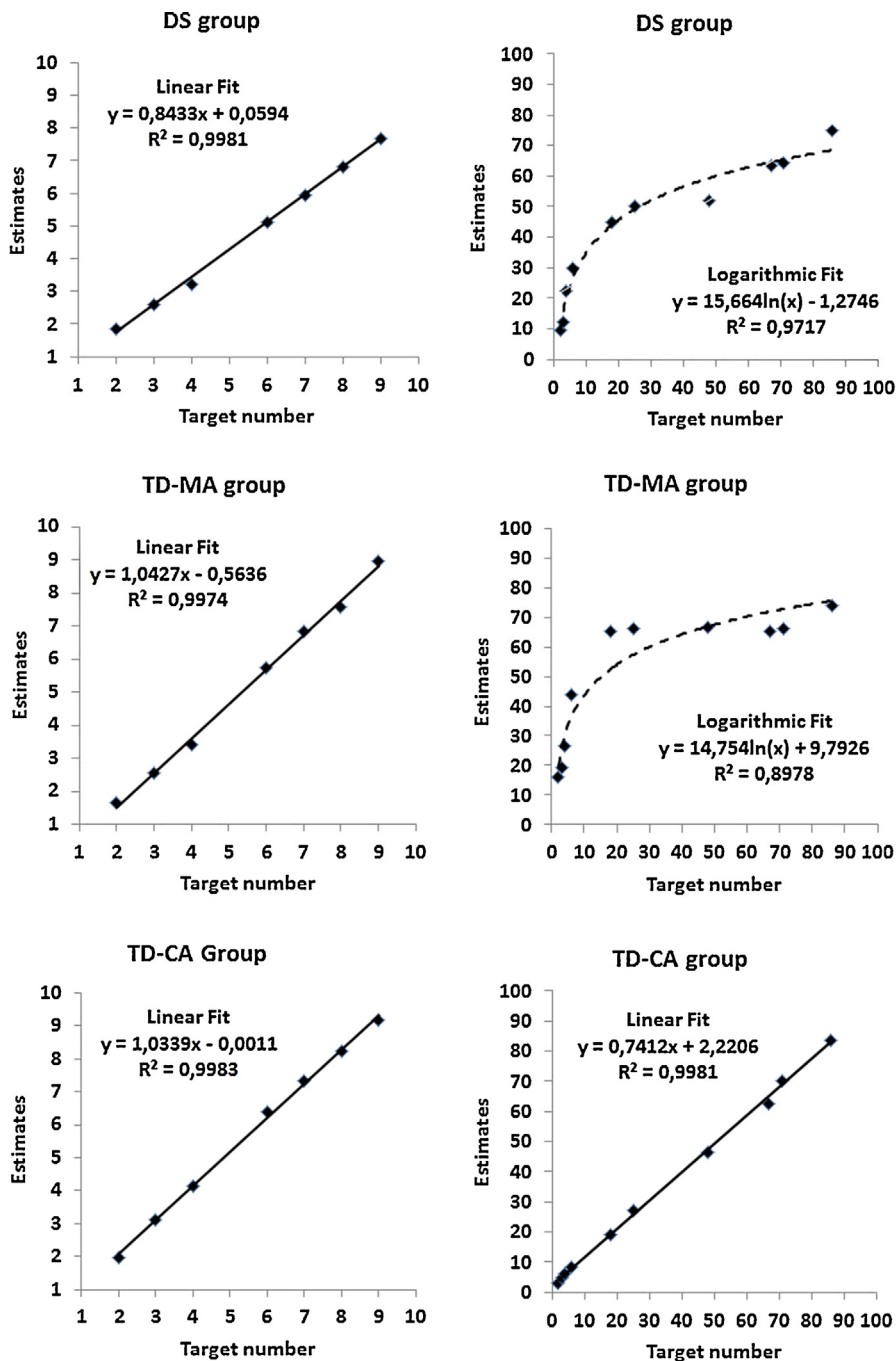 DS group
10
9
8
7
6
5
4
3
2
1
Estimates
Linear Fit
y = 0,8433x + 0,0594
R² = 0,9981
1 2 3 4 5 6 7 8 9 10
Target number
DS group
100
90
80
70
60
50
40
30
20
10
0
Estimates
Logarithmic Fit
y = 15,664ln(x) - 1,2746
R² = 0,9717
0 10 20 30 40 50 60 70 80 90 100
Target number
TD-MA group
10
9
8
7
6
5
4
3
2
1
Estimates
Linear Fit
y = 1,0427x - 0,5636
R² = 0,9974
1 2 3 4 5 6 7 8 9 10
Target number
TD-MA group
100
90
80
70
60
50
40
30
20
10
0
Estimates
Logarithmic Fit
y = 14,754ln(x) + 9,7926
R² = 0,8978
0 10 20 30 40 50 60 70 80 90 100
Target number
TD-CA Group
10
9
8
7
6
5
4
3
2
1
Estimates
Linear Fit
y = 1,0339x - 0,0011
R² = 0,9983
1 2 3 4 5 6 7 8 9 10
Target number
TD-CA group
100
90
80
70
60
50
40
30
20
10
0
Estimates
Linear Fit
y = 0,7412x + 2,2206
R² = 0,9981
0 10 20 30 40 50 60 70 80 90 100
Target number